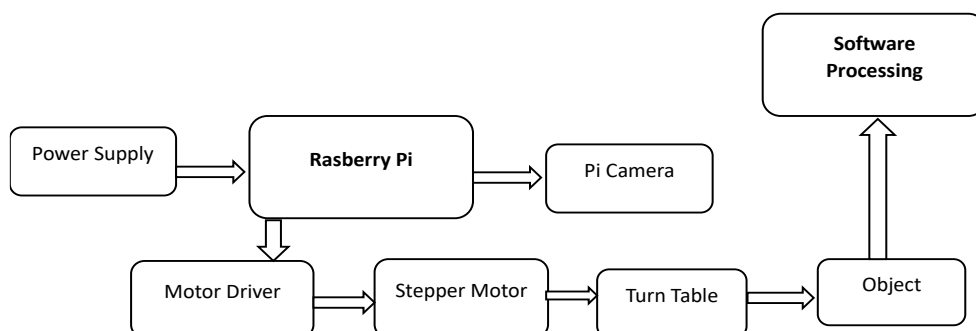 Software
Processing
Power Supply
Rasberry Pi
Pi Camera
Motor Driver
Stepper Motor
Turn Table
Object